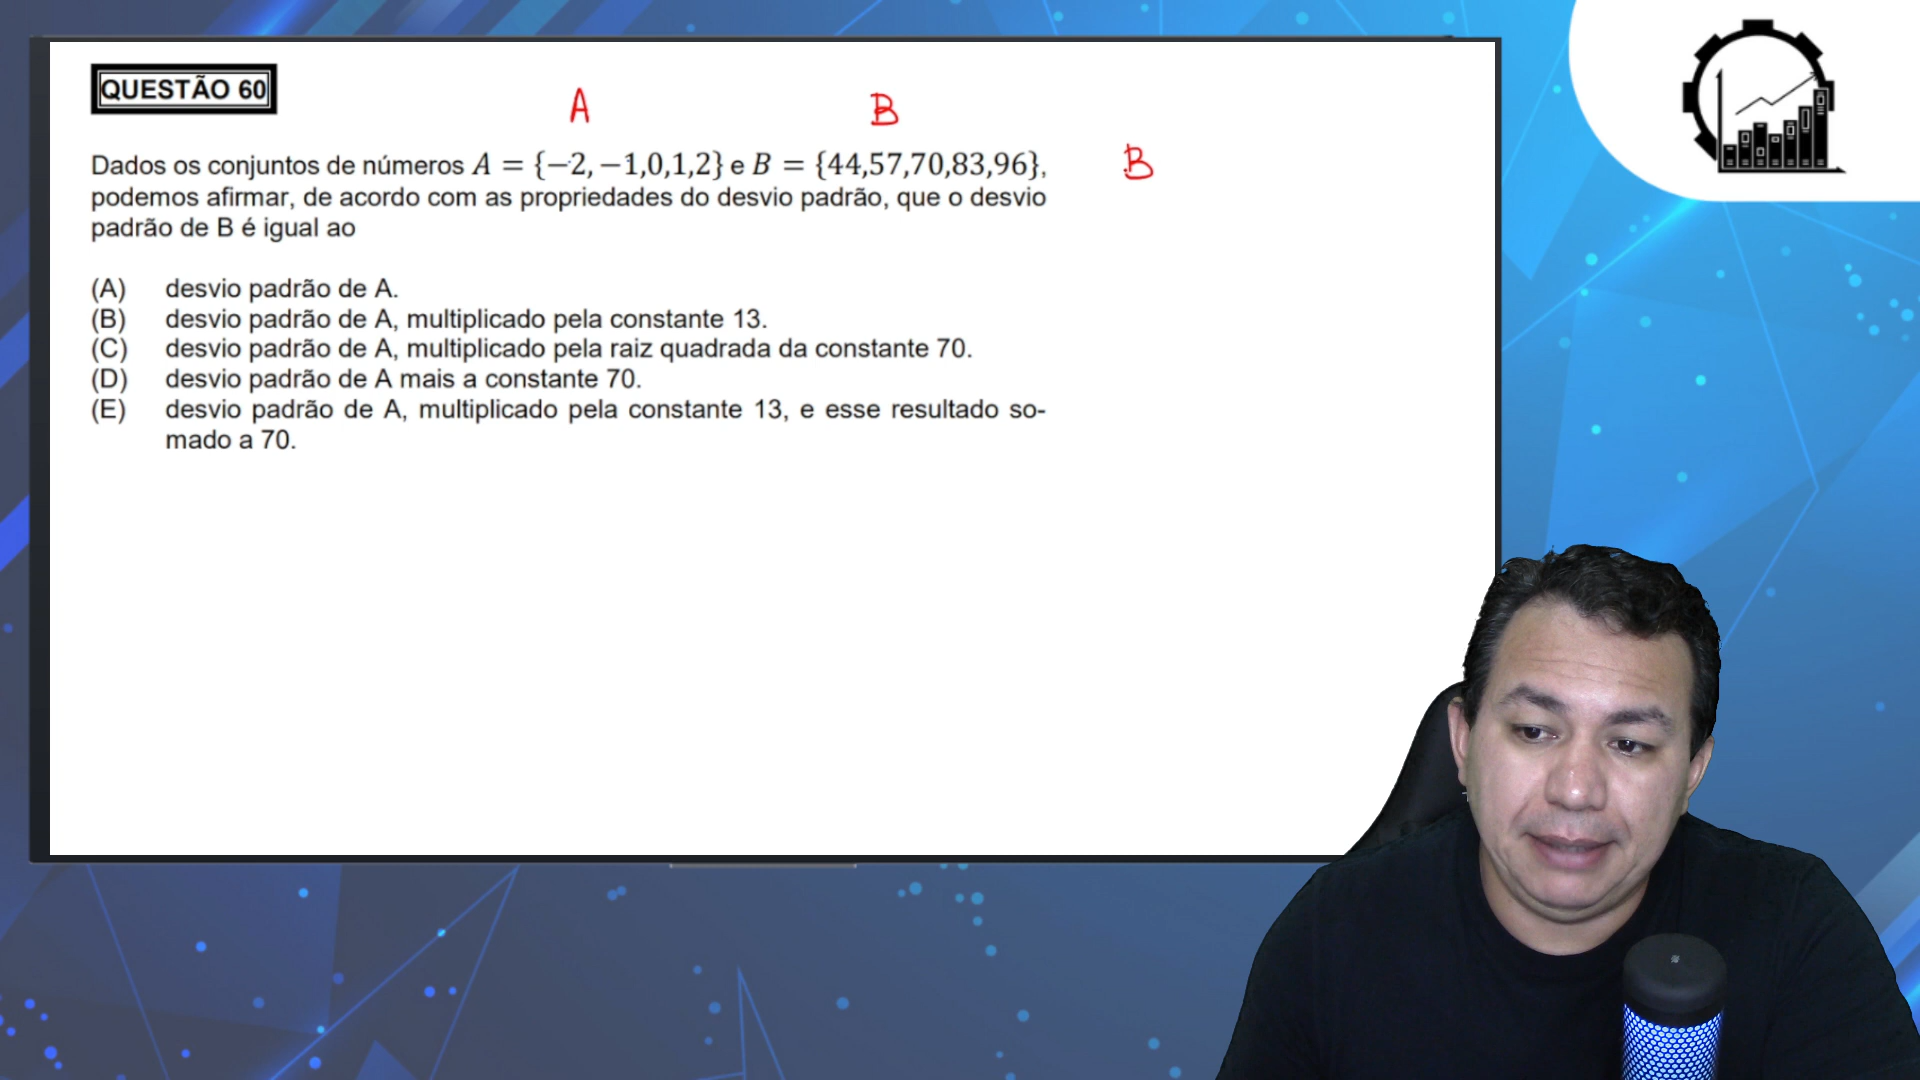 QUESTÃO 60
A
B
Dados os conjuntos de números A = {−2, −1,0,1,2} e B = {44,57,70,83,96},
B
podemos afirmar, de acordo com as propriedades do desvio padrão, que o desvio
padrão de B é igual ao
(A) desvio padrão de A.
(B) desvio padrão de A, multiplicado pela constante 13.
(C) desvio padrão de A, multiplicado pela raiz quadrada da constante 70.
(D) desvio padrão de A mais a constante 70.
(E) desvio padrão de A, multiplicado pela constante 13, e esse resultado so-
mado a 70.